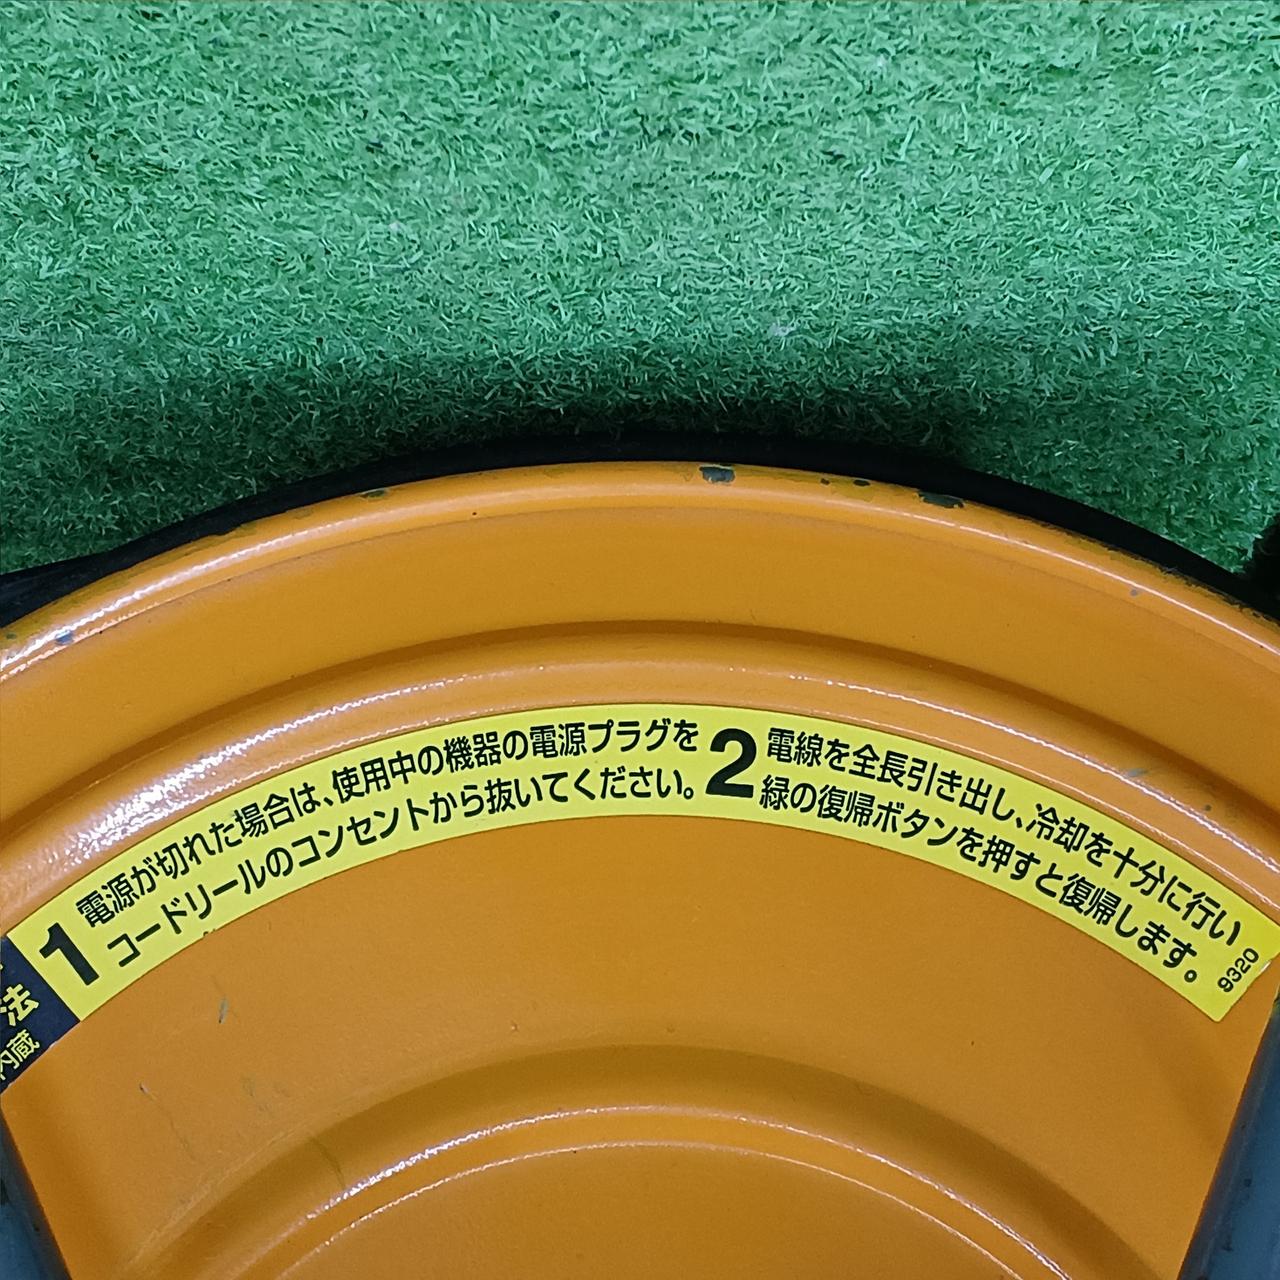 法
内蔵
1
電源が切れた場合は、使用中の機器の電源プラグを
コードリールのコンセントから抜いてください。
2
電線を全長引き出し、冷却を十分に行い
緑の復帰ボタンを押すと復帰します。
9320